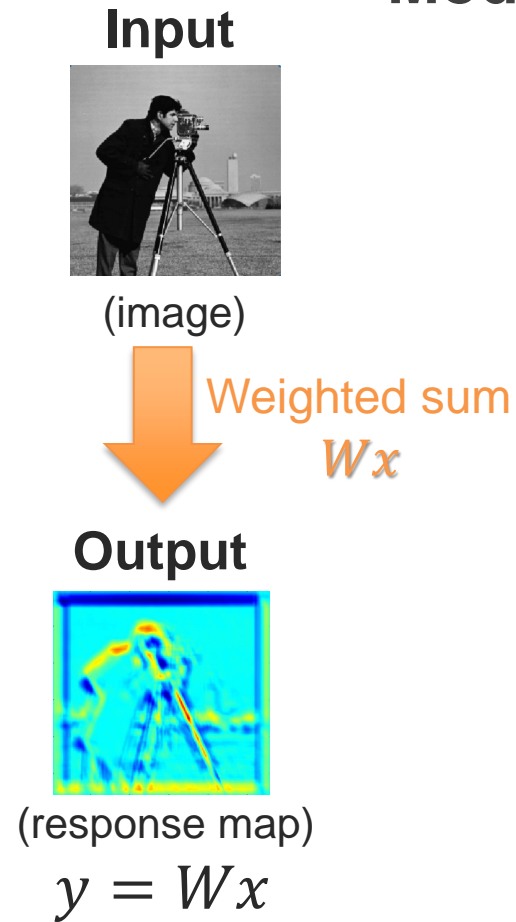 Input
(image)
Weighted sum
Wx
Output
(response map)
y = Wx